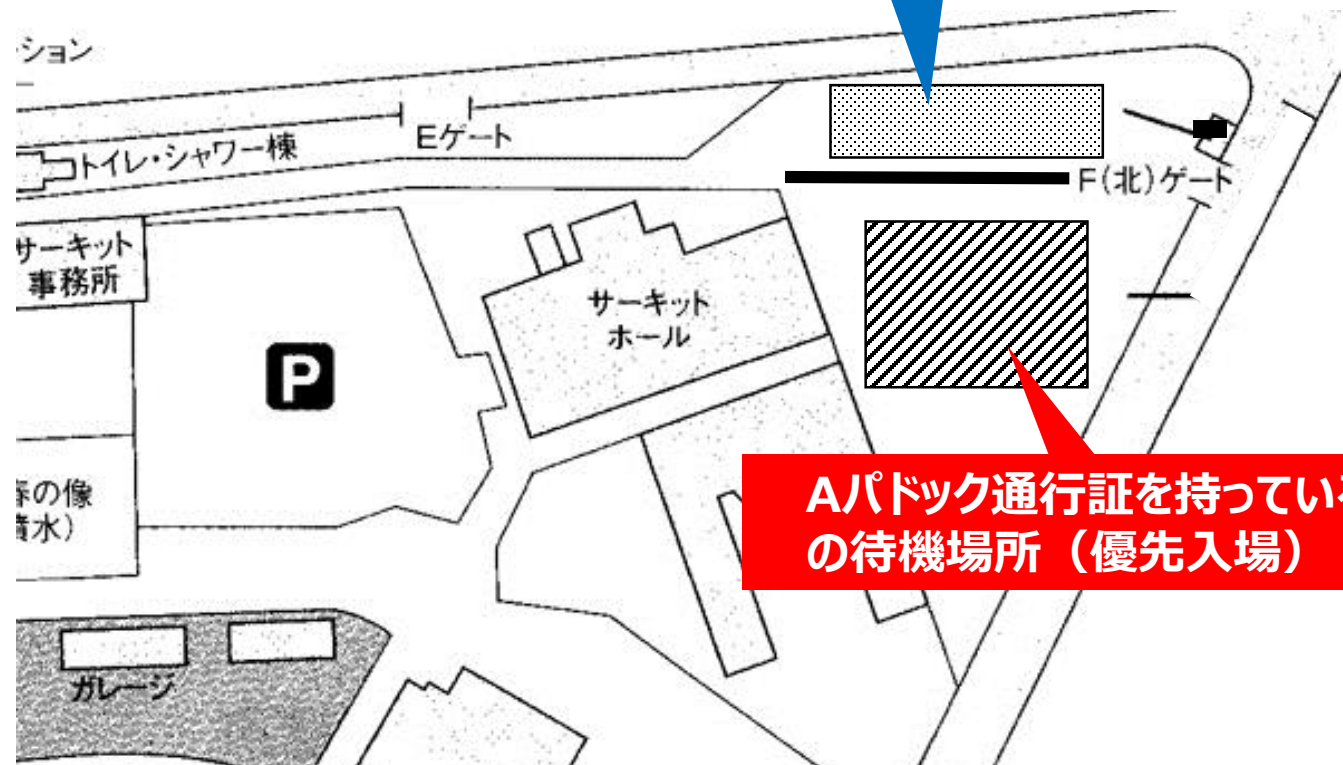 ション
Eゲート
トイレ・シャワー棟
F(北)ゲート
サーキット
事務所
サーキット
ホール
P
の像
水）
Aパドック通行証を持ってい
の待機場所（優先入場）
ガレージ